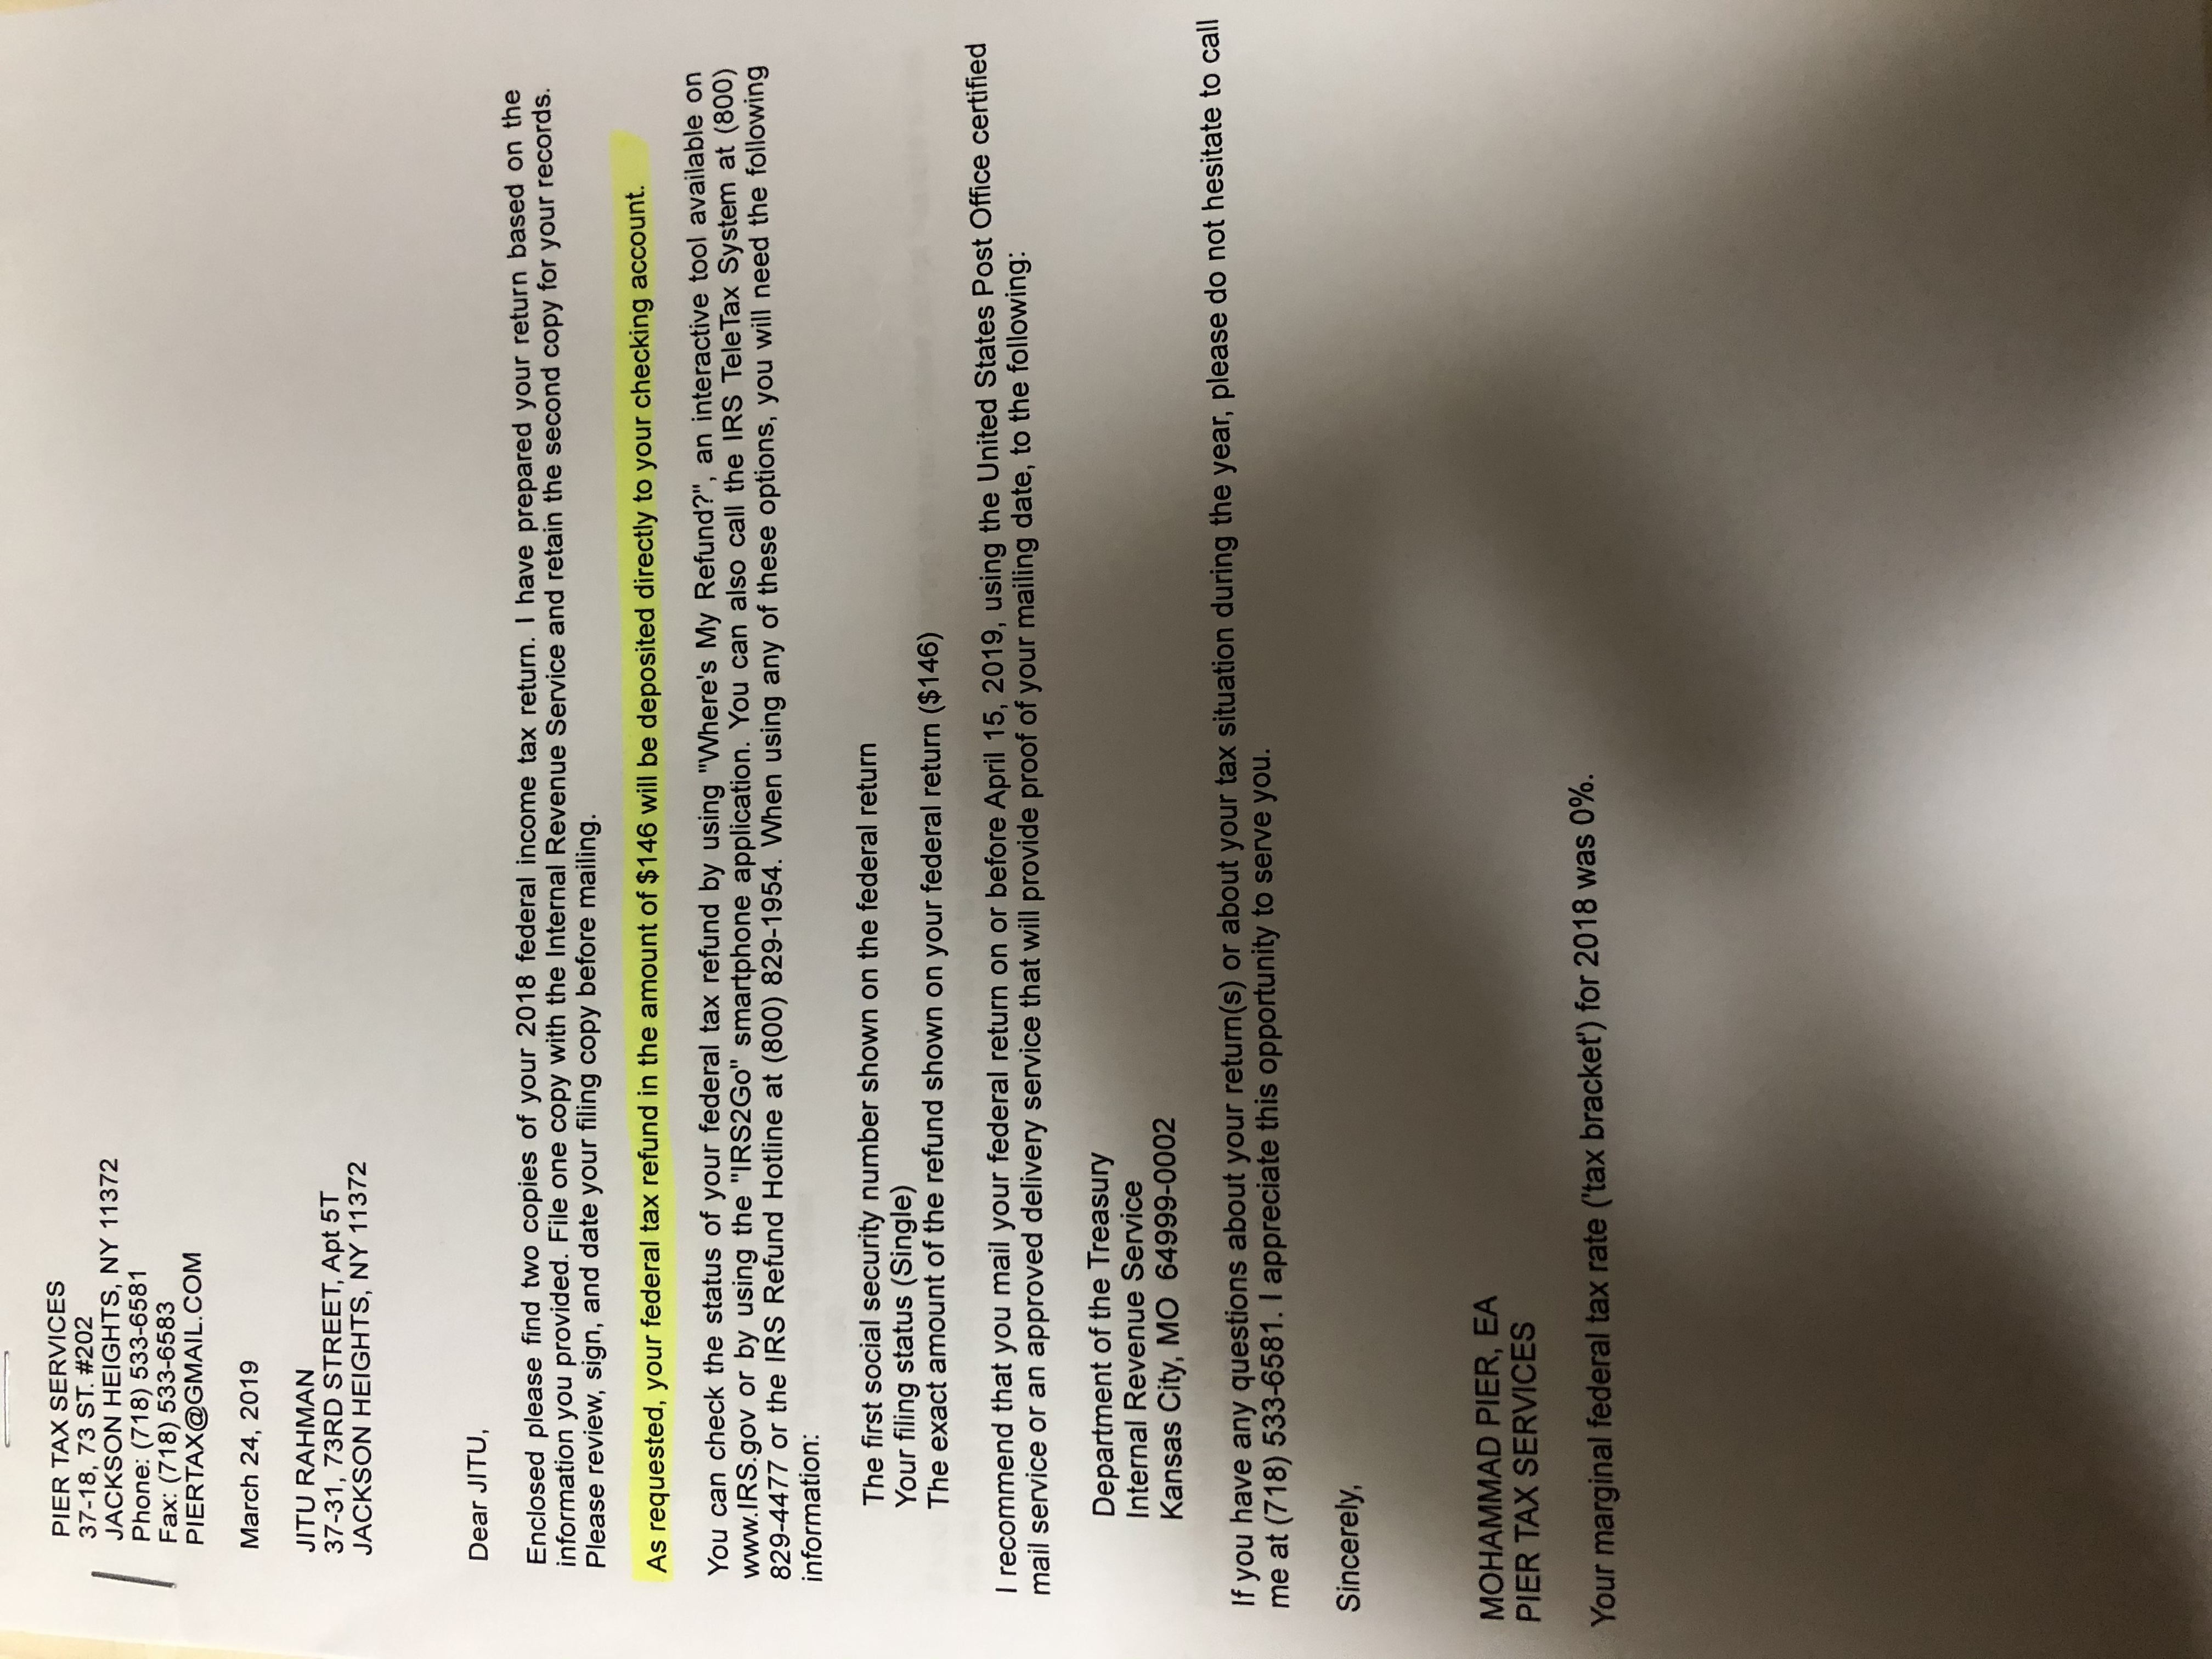 PIER TAX SERVICES
37-18, 73 ST. #202
JACKSON HEIGHTS, NY 11372
Phone: (718) 533-6581
Fax: (718) 533-6583
PIERTAX@GMAIL.COM
March 24, 2019
JITU RAHMAN
37-31, 73RD STREET, Apt 5T
JACKSON HEIGHTS, NY 11372
Dear JITU,
Enclosed please find two copies of your 2018 federal income tax return. I have prepared your return based on the
information you provided. File one copy with the Internal Revenue Service and retain the second copy for your records.
Please review, sign, and date your filing copy before mailing.
As requested, your federal tax refund in the amount of $146 will be deposited directly to your checking account.
You can check the status of your federal tax refund by using "Where's My Refund?", an interactive tool available on
www.IRS.gov or by using the "IRS2Go" smartphone application. You can also call the IRS TeleTax System at (800)
829-4477 or the IRS Refund Hotline at (800) 829-1954. When using any of these options, you will need the following
information:
The first social security number shown on the federal return
Your filing status (Single)
The exact amount of the refund shown on your federal return ($146)
I recommend that you mail your federal return on or before April 15, 2019, using the United States Post Office certified
mail service or an approved delivery service that will provide proof of your mailing date, to the following:
Department of the Treasury
Internal Revenue Service
Kansas City, MO 64999-0002
If you have any questions about your return(s) or about your tax situation during the year, please do not hesitate to call
me at (718) 533-6581. I appreciate this opportunity to serve you.
Sincerely,
MOHAMMAD PIER, EA
PIER TAX SERVICES
Your marginal federal tax rate ('tax bracket') for 2018 was 0%.